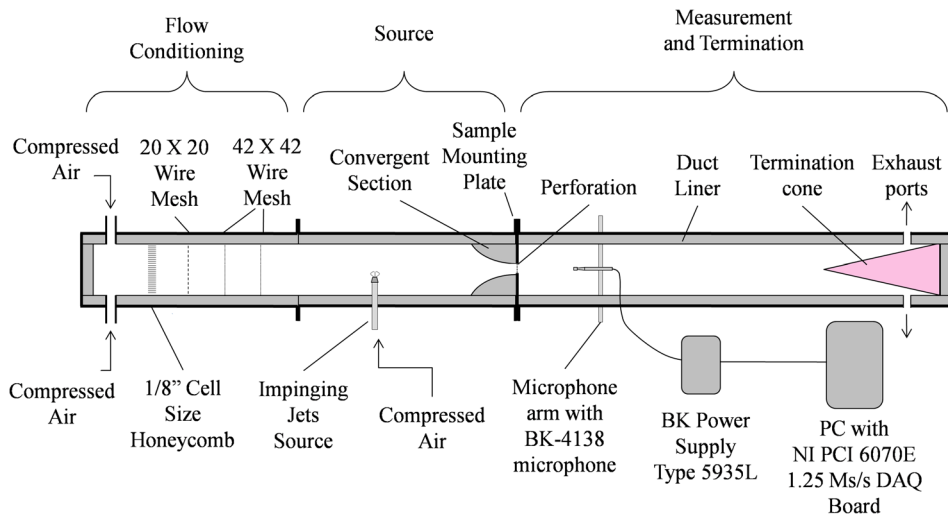 Flow
Conditioning
Source
Measurement
and Termination
Compressed
Air
20 X 20
Wire
Mesh
42 X 42
Wire
Mesh
Convergent
Section
Sample
Mounting
Plate
Perforation
Duct
Liner
Termination
cone
Exhaust
ports
Compressed
Air
1/8” Cell
Size
Honeycomb
Impinging
Jets
Source
Compressed
Air
Microphone
arm with
BK-4138
microphone
BK Power
Supply
Type 5935L
PC with
NI PCI 6070E
1.25 Ms/s DAQ
Board